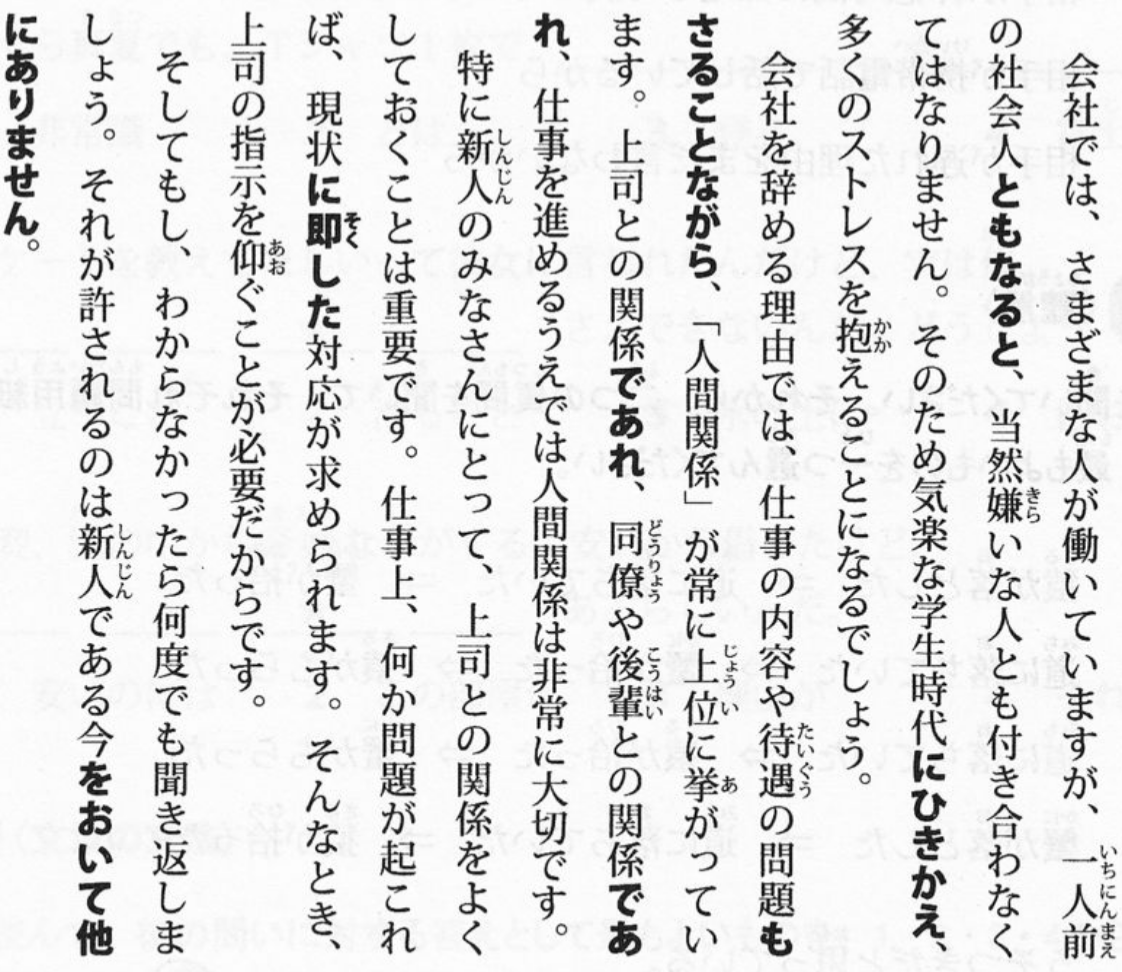 会社では、さまざまな人が働いていますが、一人前
の社会人ともなると、当然嫌いな人とも付き合わなく
てはなりません。そのため気楽な学生時代にひきかえ、
多くのストレスを抱えることになるでしょう。
会社を辞める理由では、仕事の内容や待遇の問題も
さることながら、「人間関係」が常に上位に挙がってい
ます。上司との関係であれ、同僚や後輩との関係であ
れ、仕事を進めるうえでは人間関係は非常に大切です。
特に新人のみなさんにとって、上司との関係をよく
しておくことは重要です。仕事上、何か問題が起これ
ば、現状に即した対応が求められます。そんなとき、
上司の指示を仰ぐことが必要だからです。
そしてもし、わからなかったら何度でも聞き返しま
しょう。それが許されるのは新人である今をおいて他
にありません。